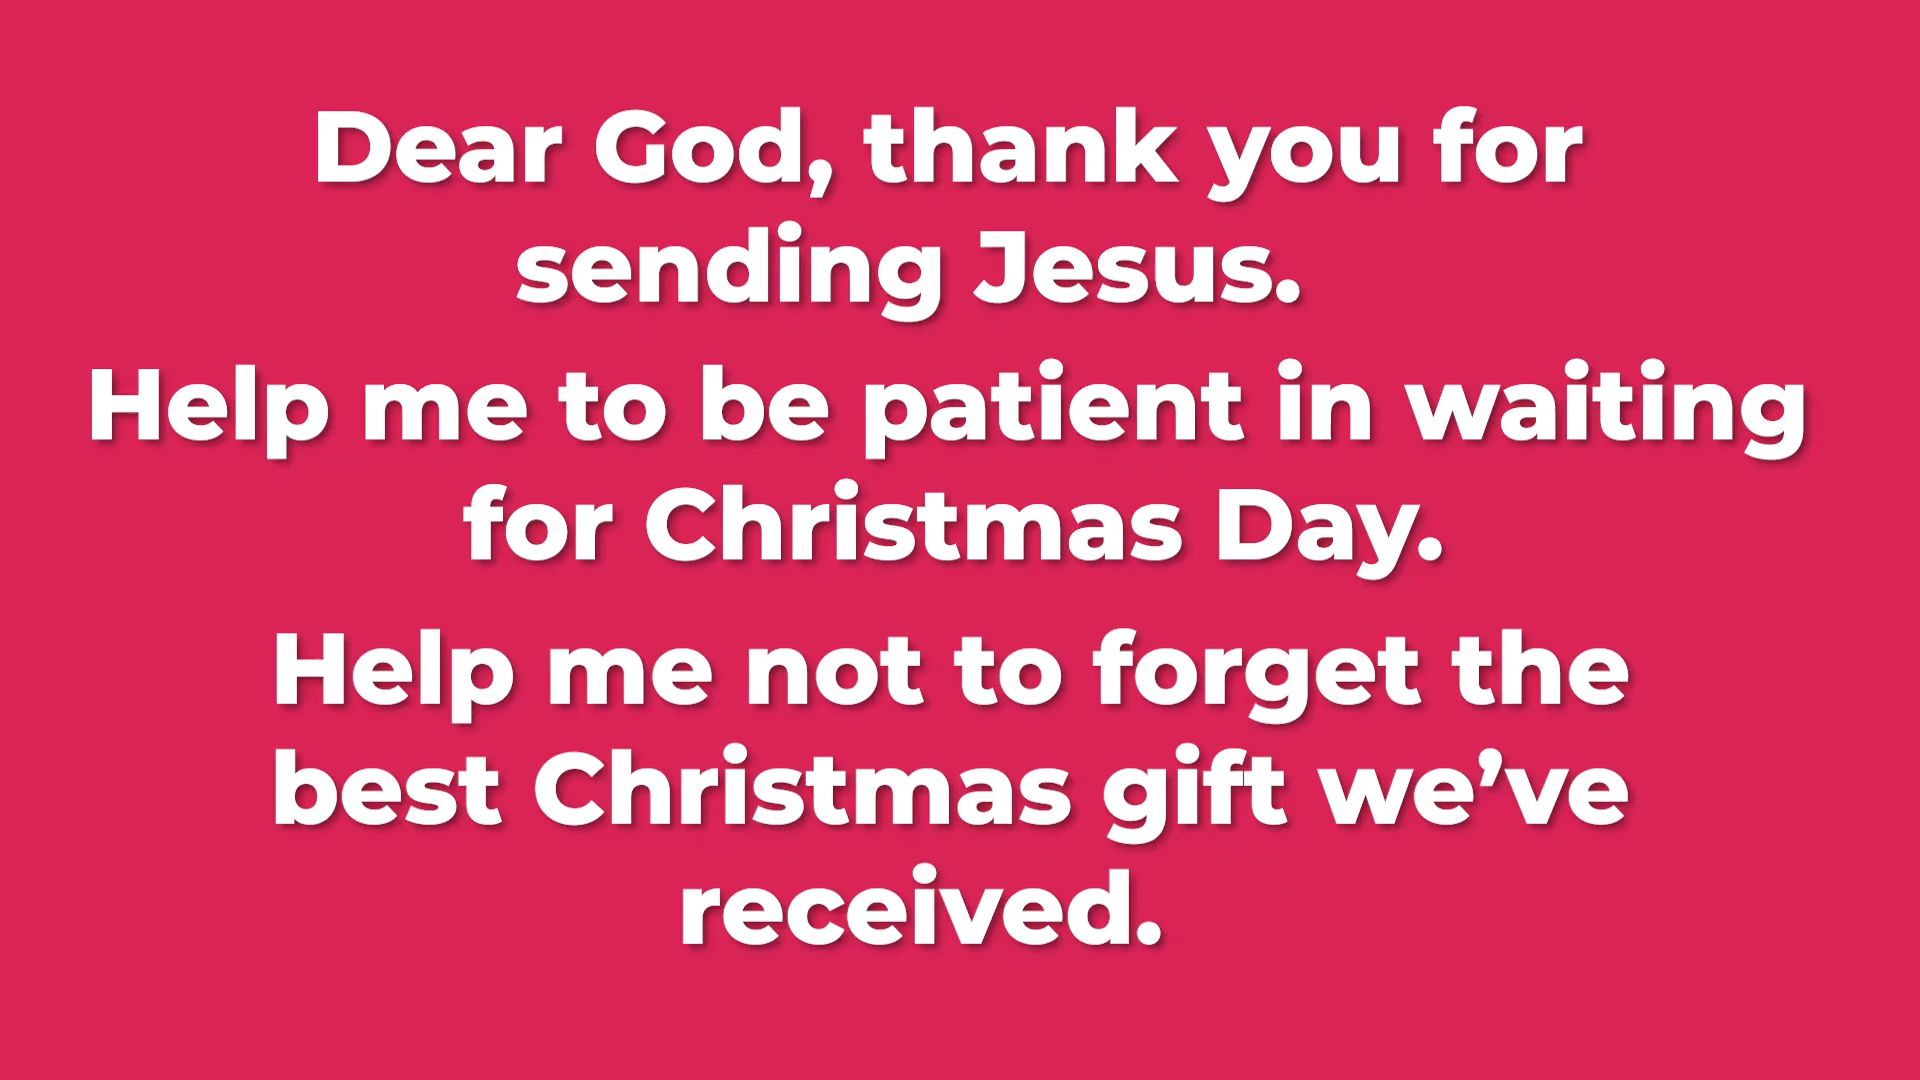 Dear God, thank you for
sending Jesus.
Help me to be patient in waiting
for Christmas Day.
Help me not to forget the
best Christmas gift we’ve
received.